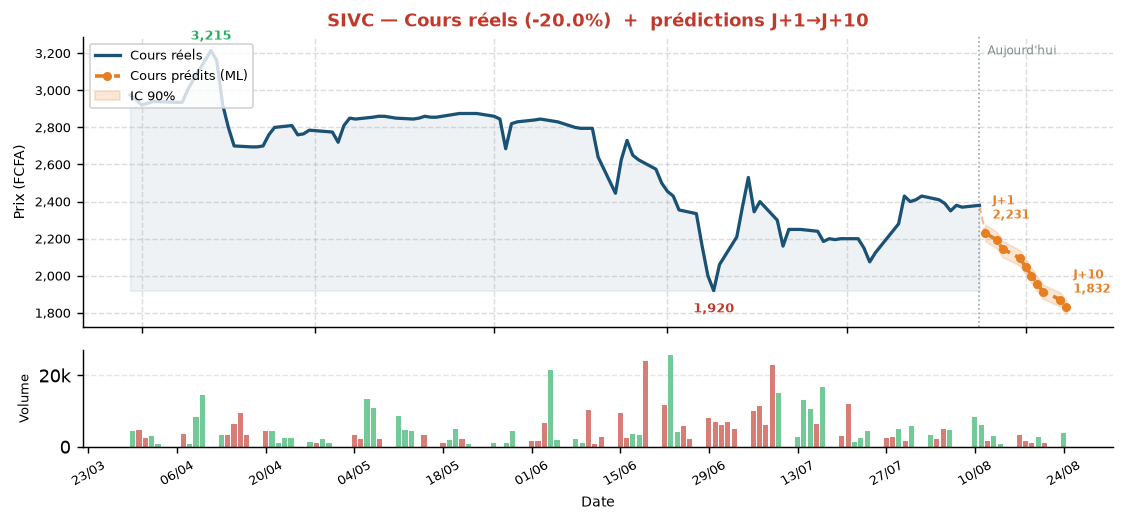 SIVC — Cours réels (-20.0%)  +  prédictions J+1→J+10
3,215
Cours réels
Cours prédits (ML)
IC 90%
Aujourd'hui
Prix (FCFA)
3,200
3,000
2,800
2,600
2,400
2,200
2,000
1,800
J+1
2,231
J+10
1,832
1,920
Volume
20k
0
23/03
06/04
20/04
04/05
18/05
01/06
15/06
29/06
13/07
27/07
10/08
24/08
Date